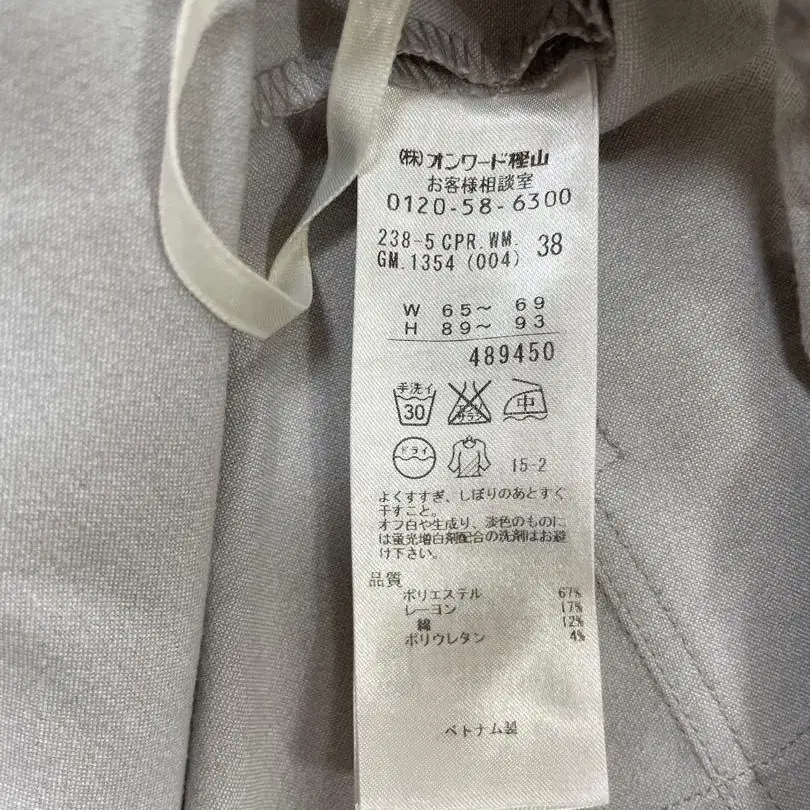 (株)オンワード樫山
お客様相談室
0120-58-6300
238-5 CPR.WM. 38
GM.1354 (004)
W 65〜 69
H 89〜 93
489450
手洗イ
30
エンソサラシ
中
ドライ
15-2
よくすすぎ、しぼりのあとすぐ
干すこと。
オフ白や生成り、淡色のものに
は蛍光増白剤配合の洗剤はお避
け下さい。
品質
ポリエステル 67%
レーヨン 17%
綿 12%
ポリウレタン 4%
ベトナム製